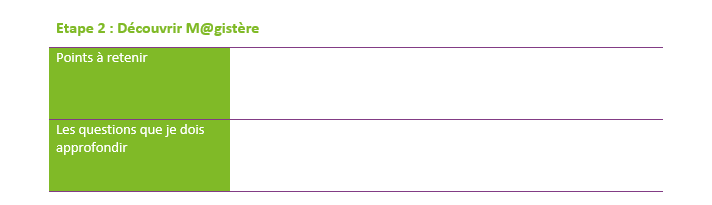 Etape 2 : Découvrir M@gistère
Points à retenir
Les questions que je dois
approfondir